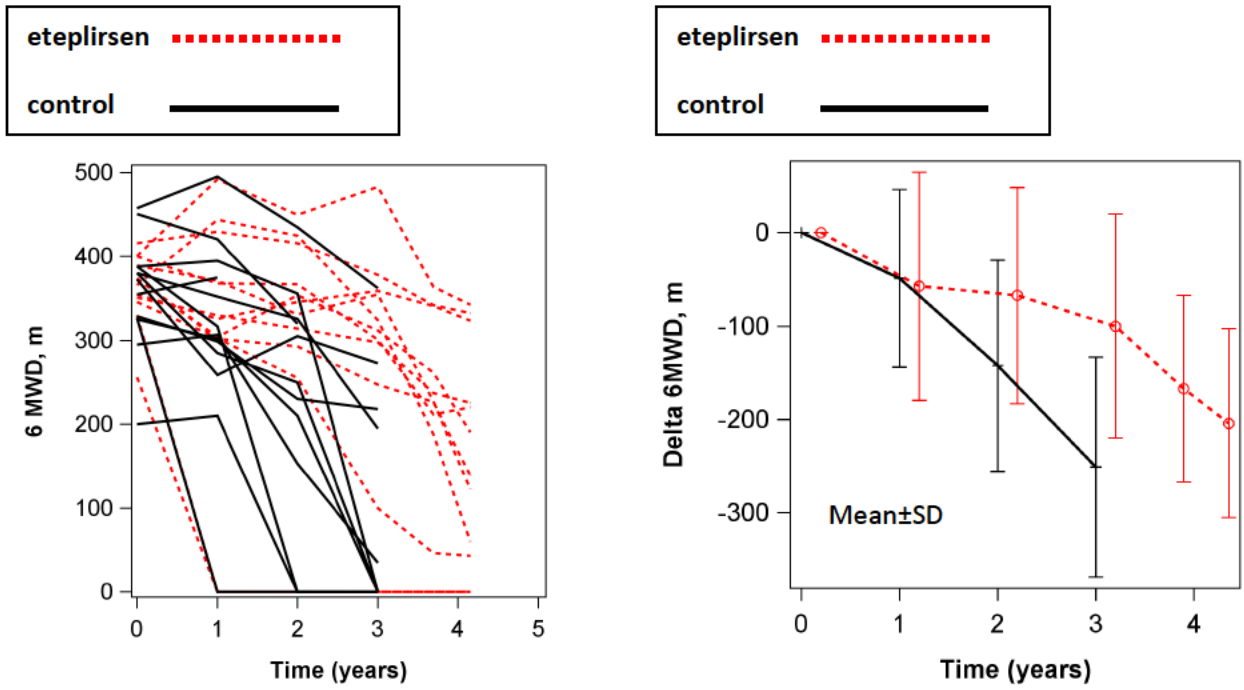 eteplirsen
control
500
400
300
200
100
0
6 MWD, m
0 1 2 3 4 5
Time (years)
eteplirsen
control
0
-100
-200
-300
Delta 6MWD, m
Mean±SD
0 1 2 3 4
Time (years)